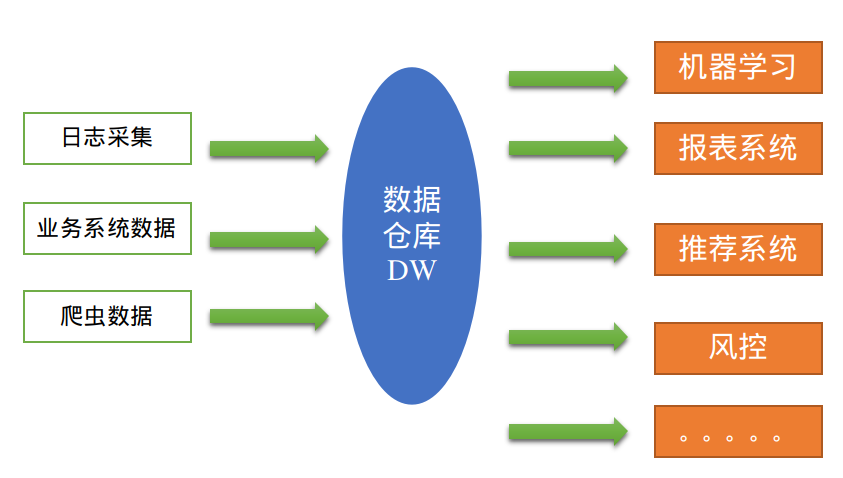 日志采集
业务系统数据
爬虫数据
数据
仓库
DW
机器学习
报表系统
推荐系统
风控
。。。。。